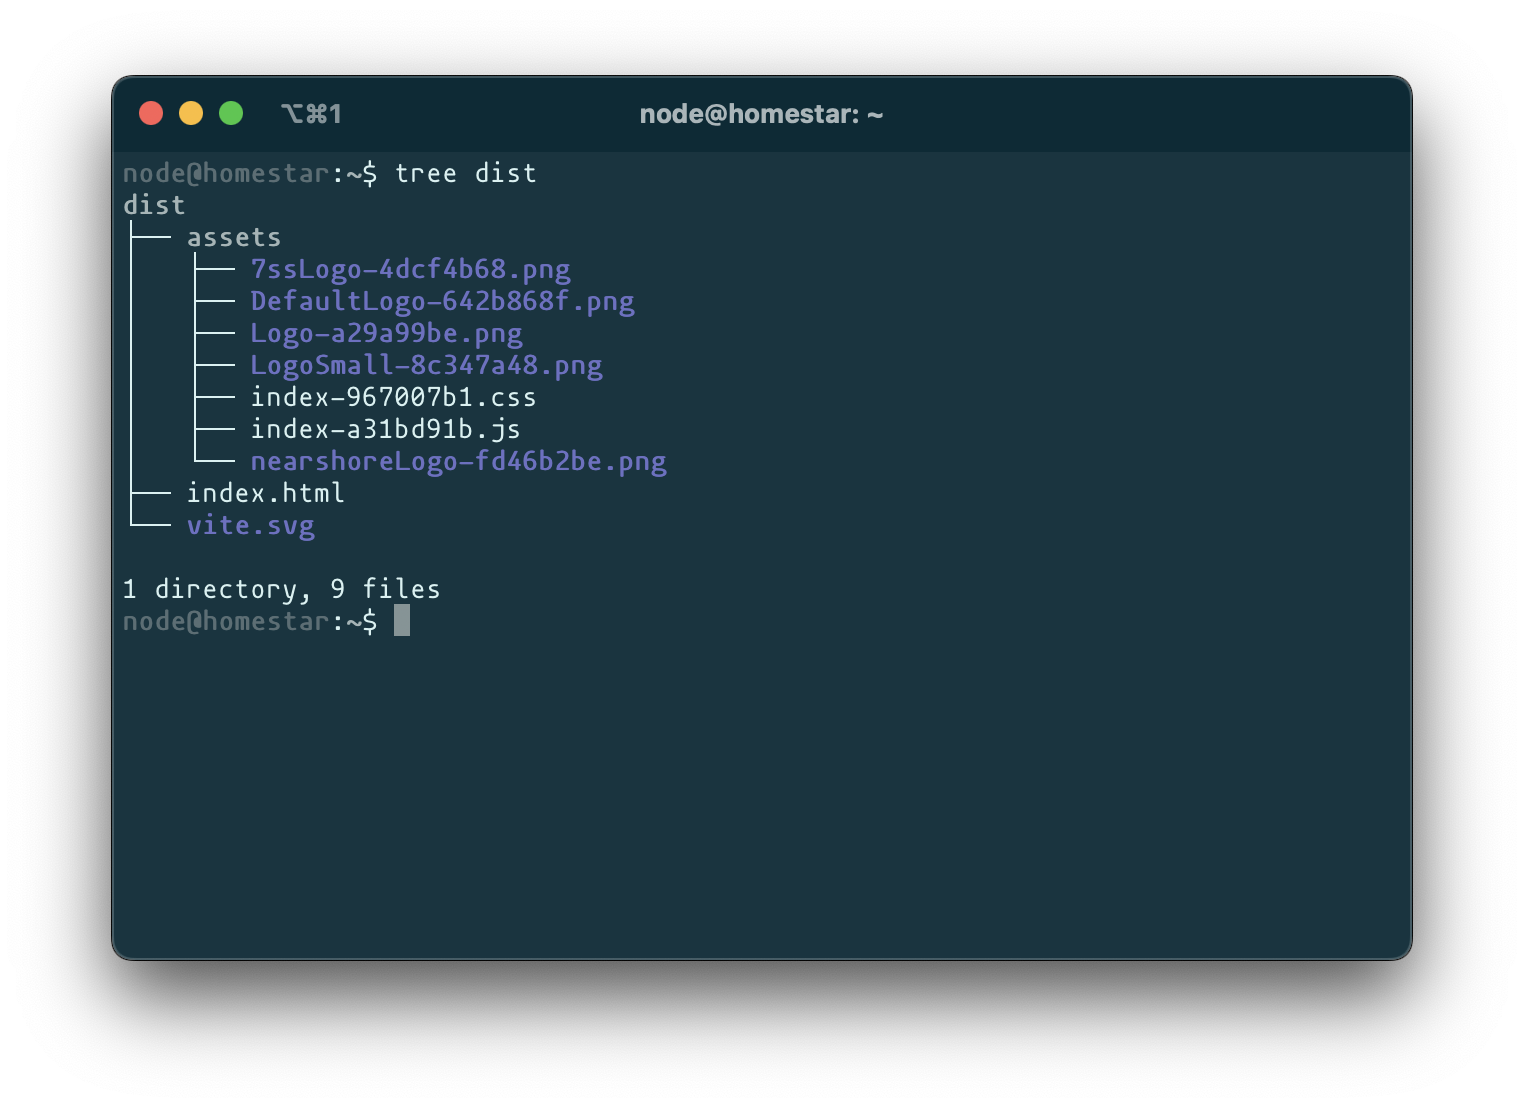 ⌥⌘1 node@homestar: ~
node@homestar:~$ tree dist
dist
├── assets
│   ├── 7ssLogo-4dcf4b68.png
│   ├── DefaultLogo-642b868f.png
│   ├── Logo-a29a99be.png
│   ├── LogoSmall-8c347a48.png
│   ├── index-967007b1.css
│   ├── index-a31bd91b.js
│   └── nearshoreLogo-fd46b2be.png
├── index.html
└── vite.svg
1 directory, 9 files
node@homestar:~$